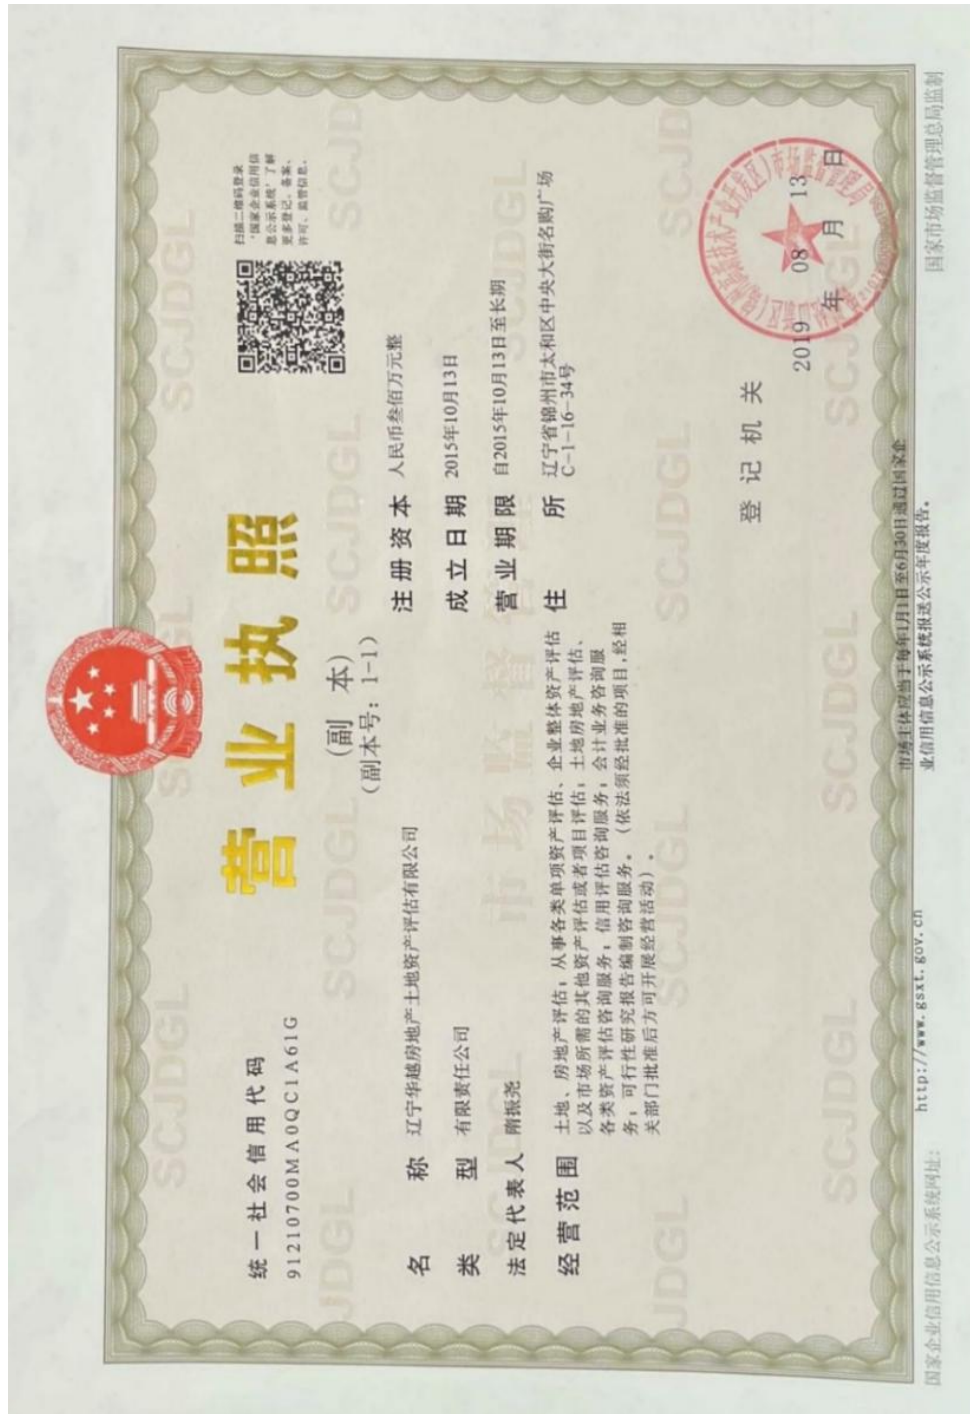 营业执照
(副 本)
(副本号: 1-1)
统一社会信用代码
91210700MA0QC1A61G
扫描二维码登录
“国家企业信用信
息公示系统”了解
更多登记、备案、
许可、监管信息。
名 称 辽宁华越房地产土地资产评估有限公司
类 型 有限责任公司
法定代表人 隋振尧
经营范围 土地、房地产评估；从事各类单项资产评估、企业整体资产评估
以及市场所需的其他资产评估或者项目评估；土地房地产评估、
各类资产评估咨询服务；信用评估咨询服务；会计业务咨询服
务；可行性研究报告编制咨询服务。（依法须经批准的项目,经相
关部门批准后方可开展经营活动）。
注册资本 人民币叁佰万元整
成立日期 2015年10月13日
营业期限 自2015年10月13日至长期
住 所 辽宁省锦州市太和区中央大街名购广场
C-1-16-34号
登记机关
2019 年 08 月 13 日
市场主体应当于每年1月1日至6月30日通过国家企
业信用信息公示系统报送公示年度报告。
国家企业信用信息公示系统网址: http://www.gsxt.gov.cn
国家市场监督管理总局监制